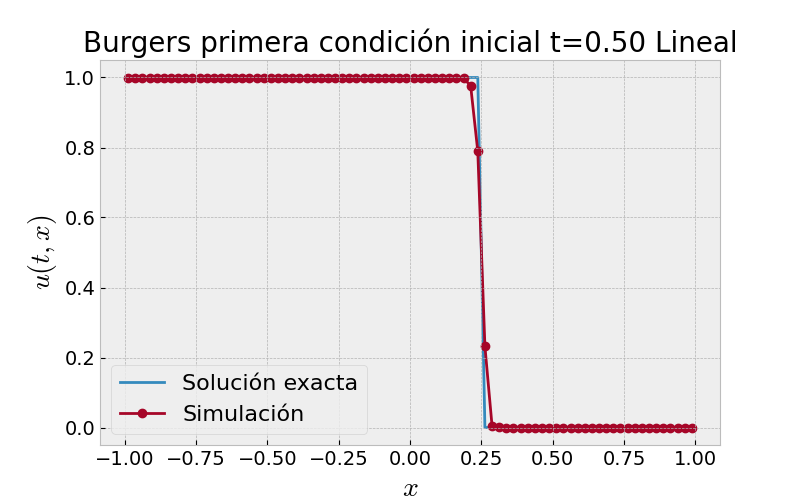 Burgers primera condición inicial t=0.50 Lineal
1.0
0.8
0.6
0.4
0.2
0.0
u(t, x)
Solución exacta
Simulación
−1.00 −0.75 −0.50 −0.25 0.00 0.25 0.50 0.75 1.00
x